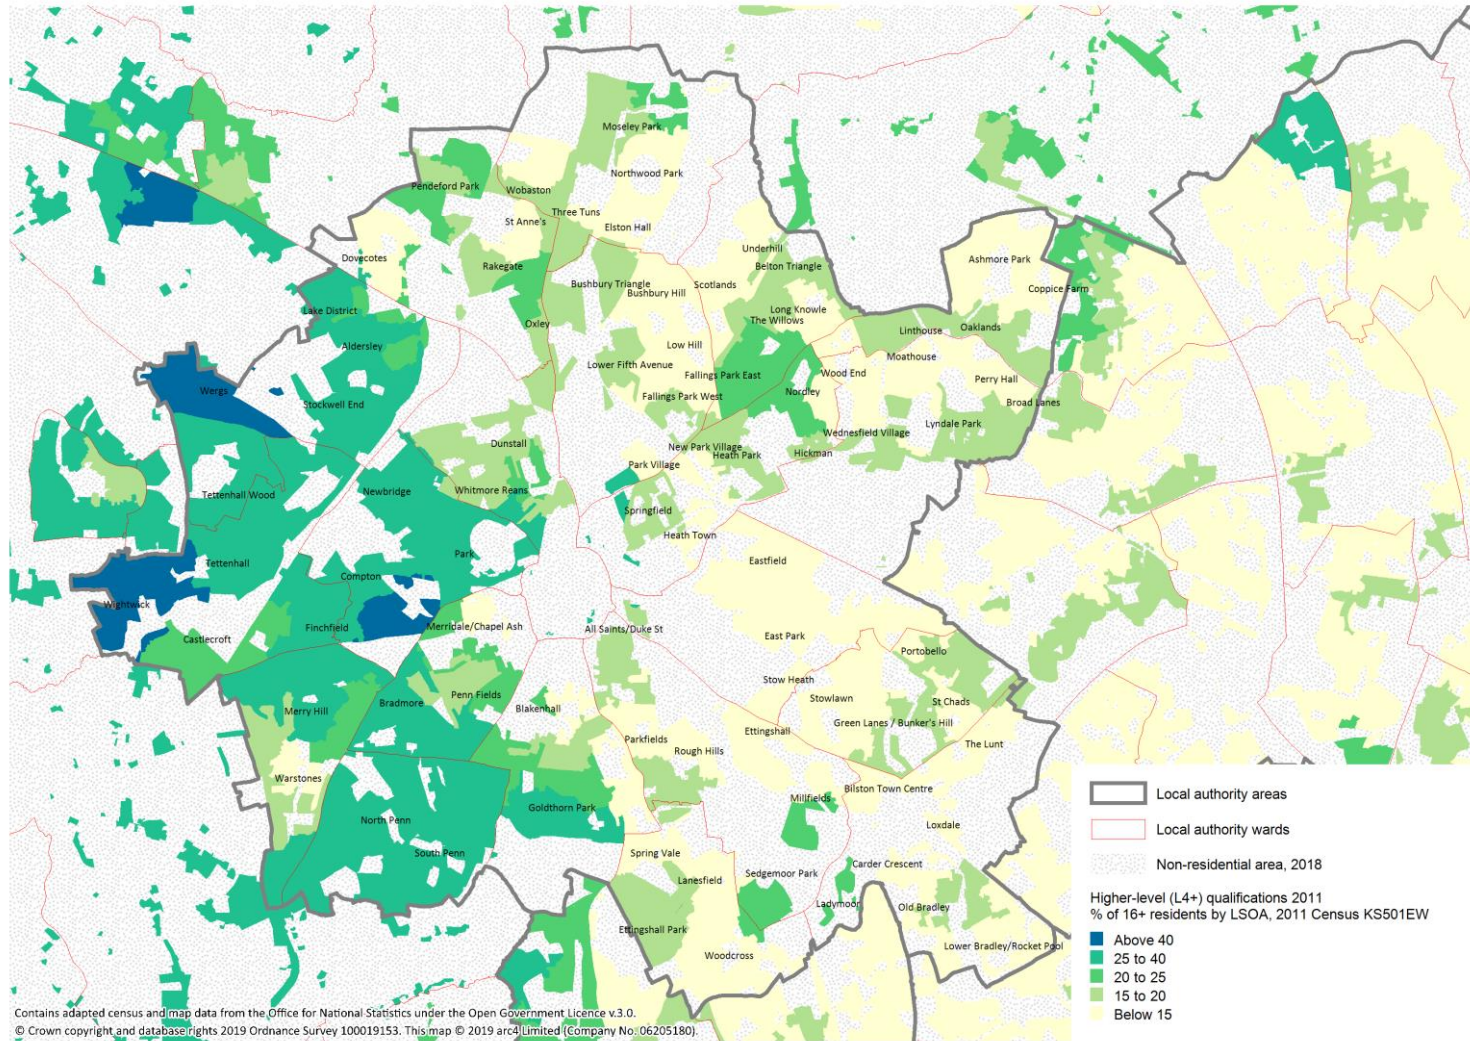 Moseley Park
Northwood Park
Pendeford Park
Wobaston
Three Tuns
St Anne's
Elston Hall
Underhill
Dovecotes
Rakegate
Belton Triangle
Ashmore Park
Bushbury Triangle
Scotlands
Bushbury Hill
Coppice Farm
Lake District
Long Knowle
The Willows
Oxley
Linthouse
Oaklands
Aldersley
Low Hill
Moathouse
Lower Fifth Avenue
Fallings Park East
Wood End
Perry Hall
Wergs
Nordley
Stockwell End
Fallings Park West
Broad Lanes
Lyndale Park
Wednesfield Village
Dunstall
New Park Village
Heath Park
Hickman
Park Village
Tettenhall Wood
Newbridge
Whitmore Reans
Springfield
Heath Town
Park
Eastfield
Tettenhall
Compton
Wightwick
Finchfield
Merridale/Chapel Ash
All Saints/Duke St
Castlecroft
East Park
Portobello
Stow Heath
Penn Fields
Stowlawn
St Chads
Merry Hill
Bradmore
Blakenhall
Green Lanes / Bunker's Hill
Ettingshall
Parkfields
The Lunt
Rough Hills
Warstones
Bilston Town Centre
Millfields
Goldthorn Park
North Penn
Loxdale
South Penn
Spring Vale
Carder Crescent
Lanesfield
Sedgemoor Park
Ladymoor
Old Bradley
Ettingshall Park
Lower Bradley/Rocket Pool
Woodcross
Local authority areas
Local authority wards
Non-residential area, 2018
Higher-level (L4+) qualifications 2011
% of 16+ residents by LSOA, 2011 Census KS501EW
Above 40
25 to 40
20 to 25
15 to 20
Below 15
Contains adapted census and map data from the Office for National Statistics under the Open Government Licence v.3.0.
© Crown copyright and database rights 2019 Ordnance Survey 100019153. This map © 2019 arc4 Limited (Company No. 06205180).